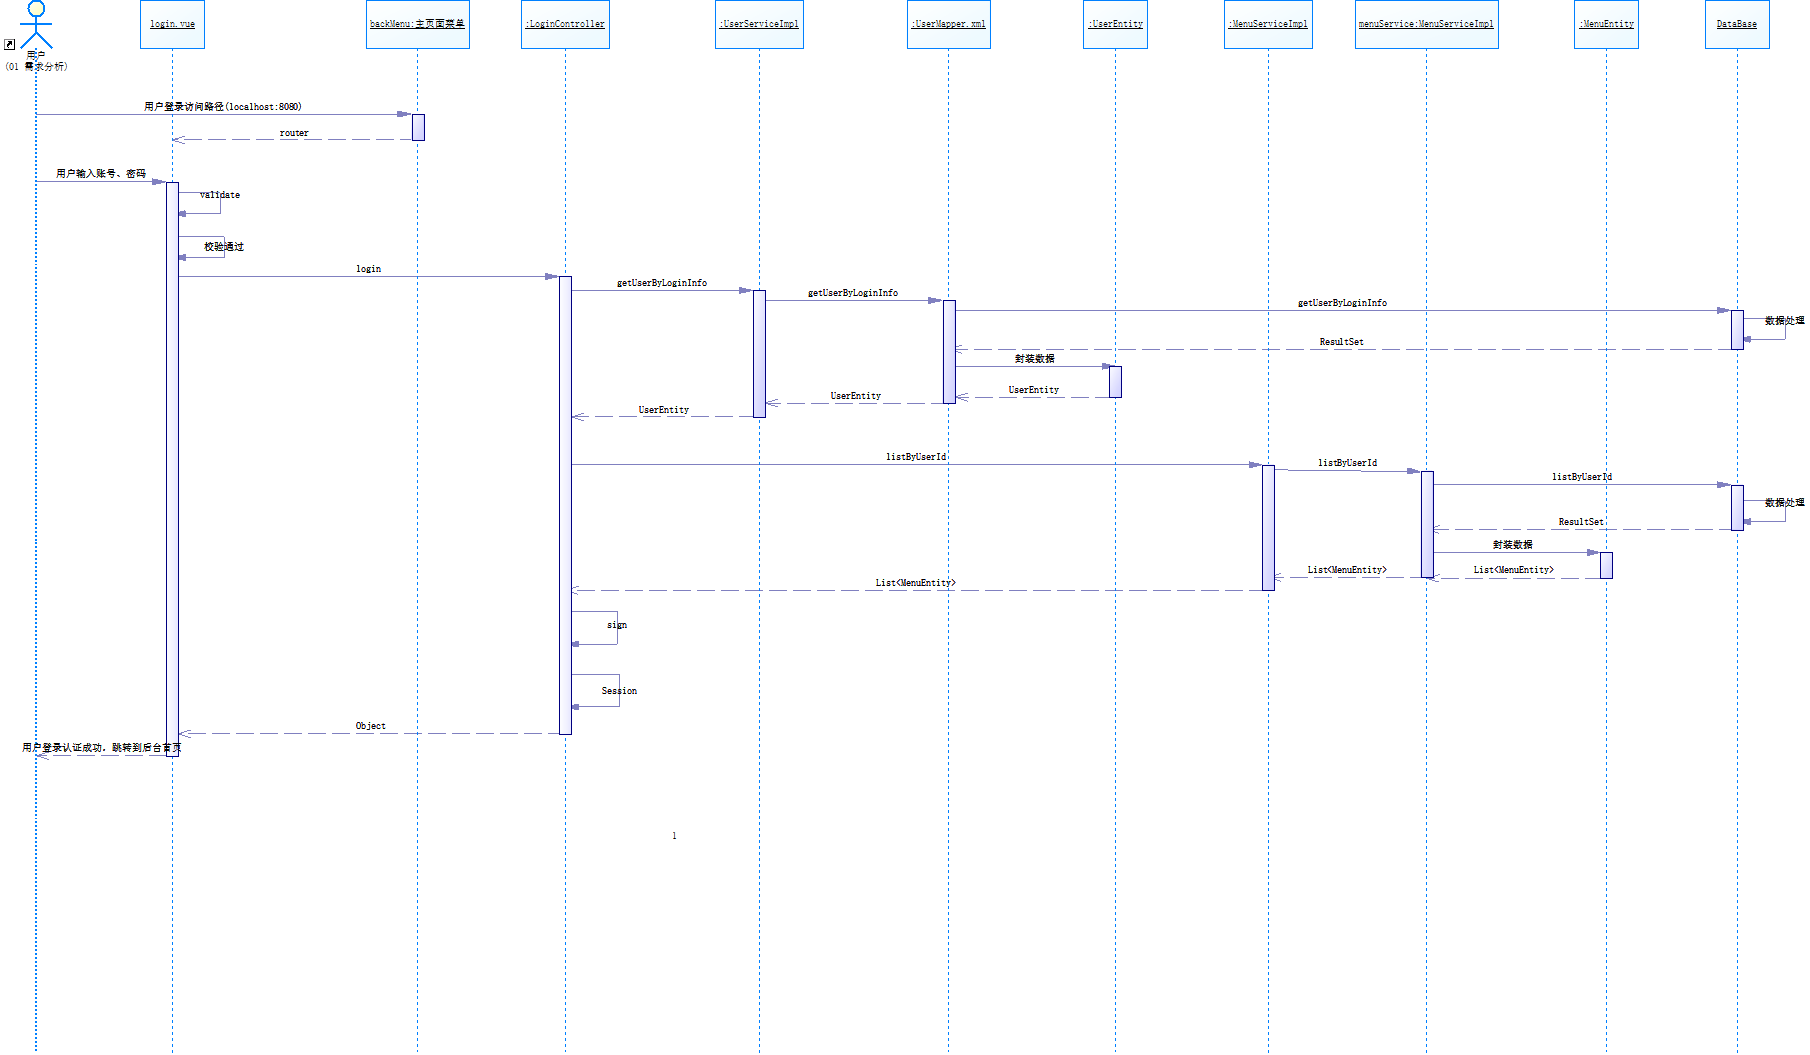 login.vue
backMenu:主页面菜单
:LoginController
:UserServiceImpl
:UserMapper.xml
:UserEntity
:MenuServiceImpl
menuService:MenuServiceImpl
:MenuEntity
DataBase
用户
(01 需求分析)
用户登录访问路径(localhost:8080)
router
用户输入账号、密码
validate
校验通过
login
getUserByLoginInfo
getUserByLoginInfo
getUserByLoginInfo
数据处理
ResultSet
封装数据
UserEntity
UserEntity
UserEntity
listByUserId
listByUserId
listByUserId
数据处理
ResultSet
封装数据
List<MenuEntity>
List<MenuEntity>
List<MenuEntity>
sign
Session
Object
用户登录认证成功，跳转到后台首页
1